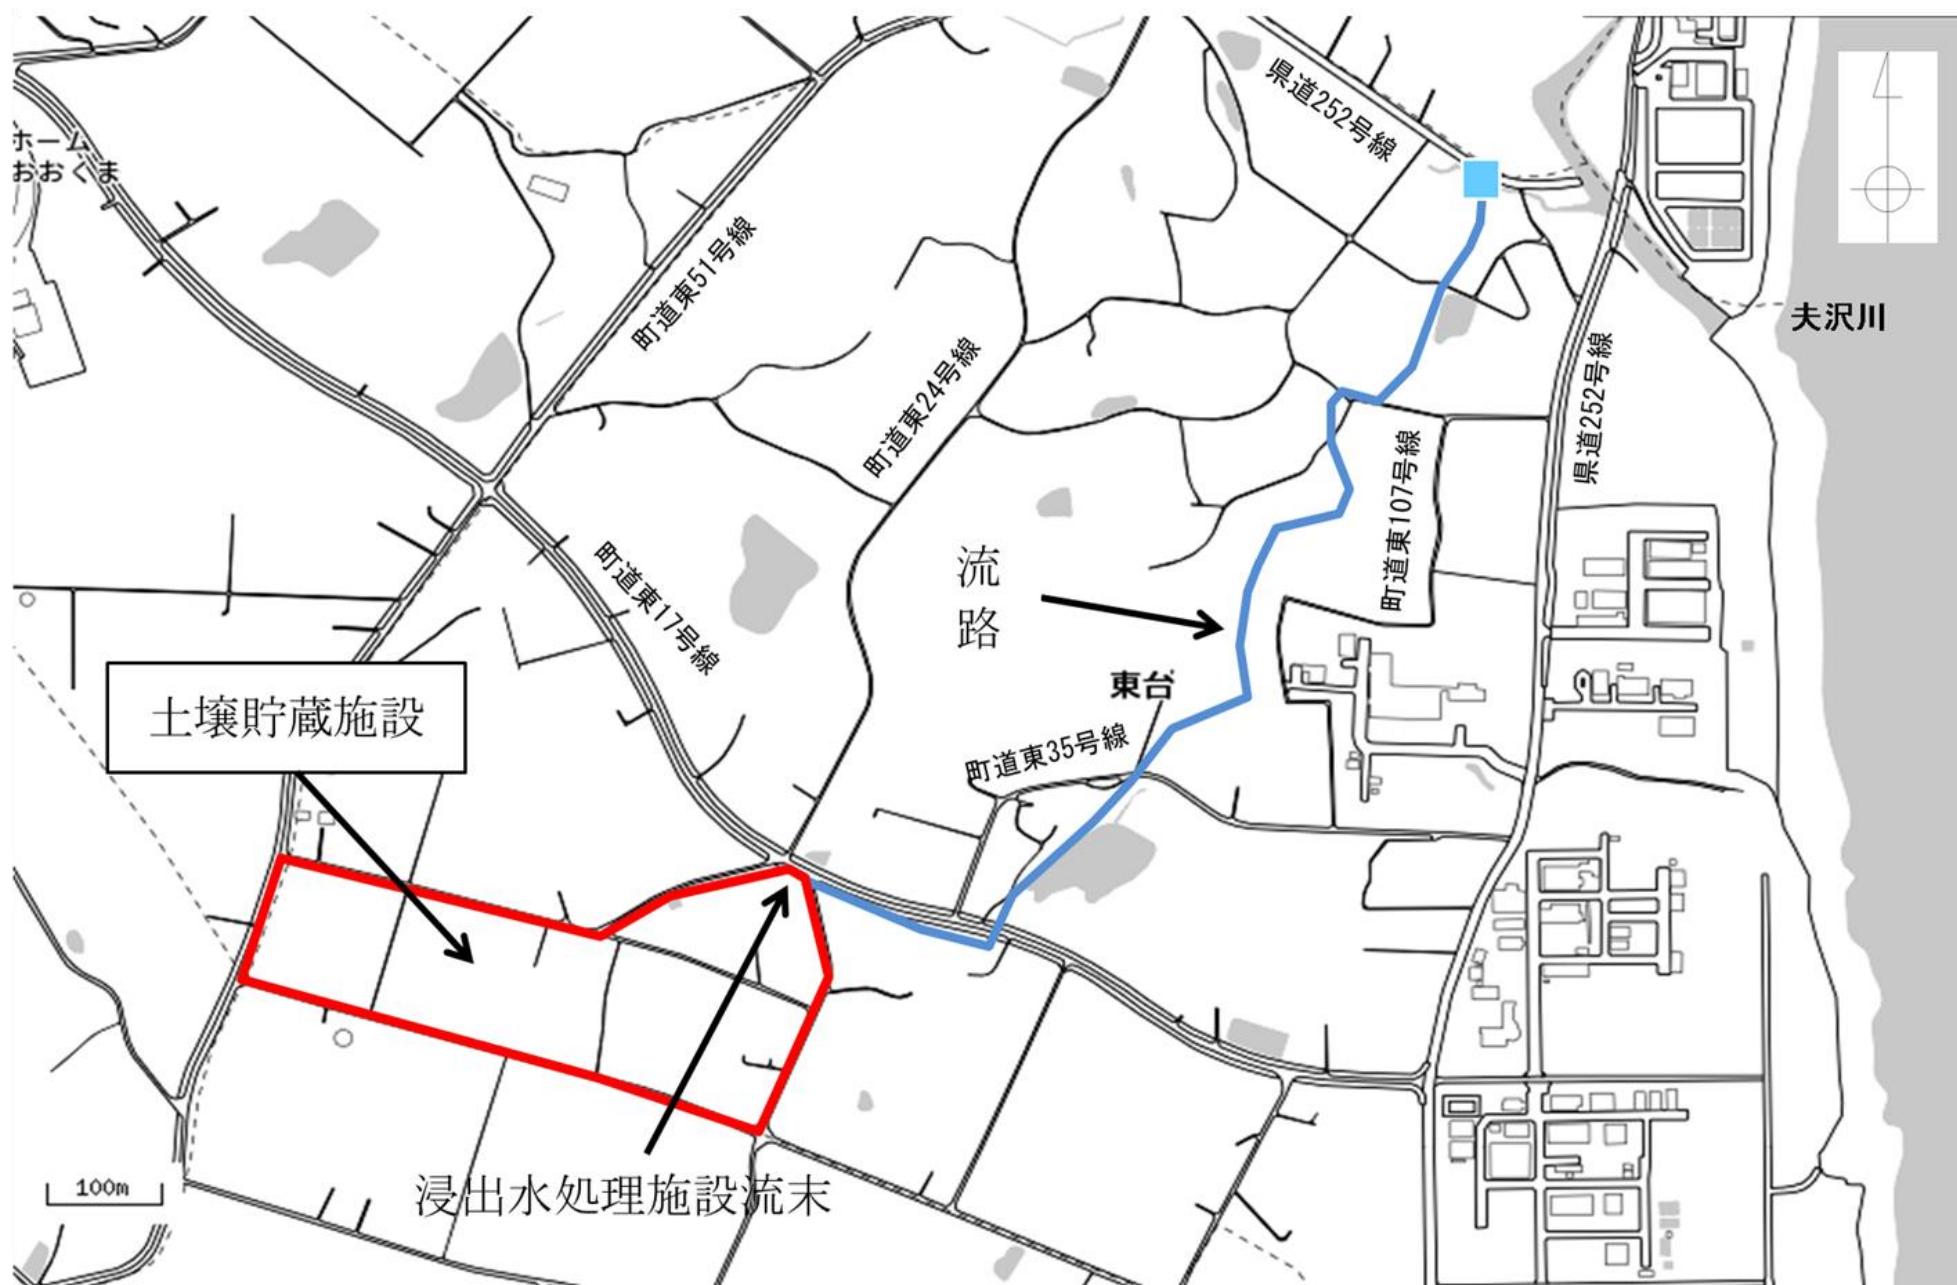 県道252号線
ホーム
おおくま
町道東51号線
夫沢川
町道東24号線
県道252号線
町道東107号線
町道東17号線
流
路
東台
土壌貯蔵施設
町道東35号線
100m
浸出水処理施設流末